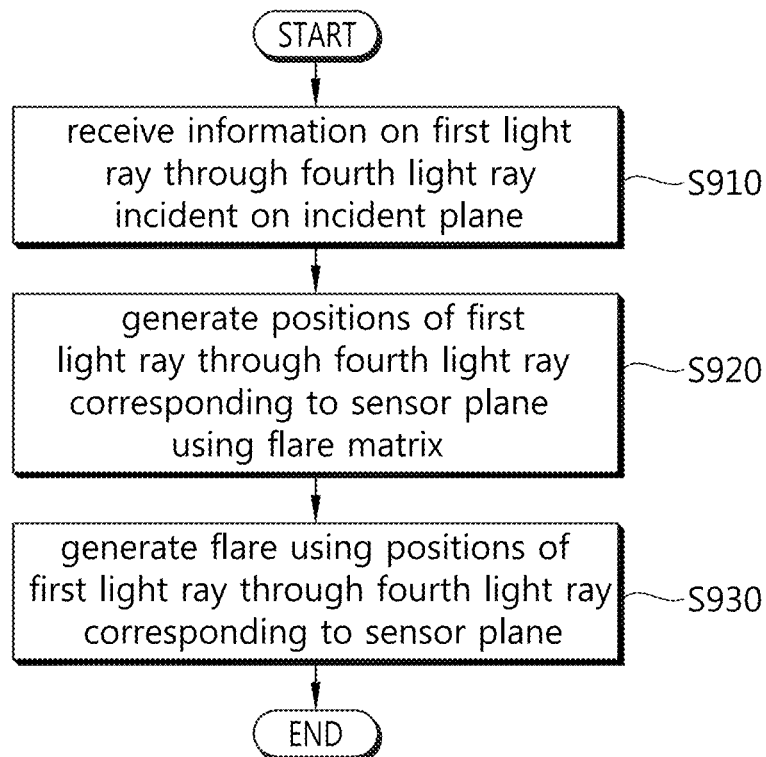 START
receive information on first light
ray through fourth light ray
incident on incident plane
S910
generate positions of first
light ray through fourth light ray
corresponding to sensor plane
using flare matrix
S920
generate flare using positions of
first light ray through fourth light ray
corresponding to sensor plane
S930
END